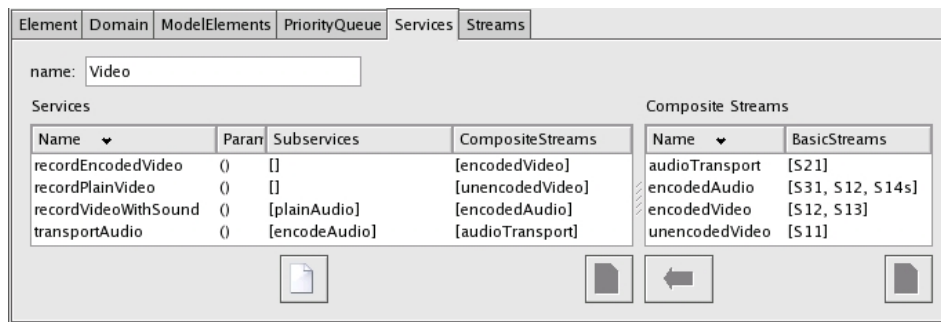 Element Domain ModelElements PriorityQueue Services Streams
name: Video
Services
Composite Streams
Name Param Subservices CompositeStreams
Name BasicStreams
recordEncodedVideo () [] [encodedVideo]
recordPlainVideo () [] [unencodedVideo]
recordVideoWithSound () [plainAudio] [encodedAudio]
transportAudio () [encodeAudio] [audioTransport]
audioTransport [S21]
encodedAudio [S31, S12, S14s]
encodedVideo [S12, S13]
unencodedVideo [S11]